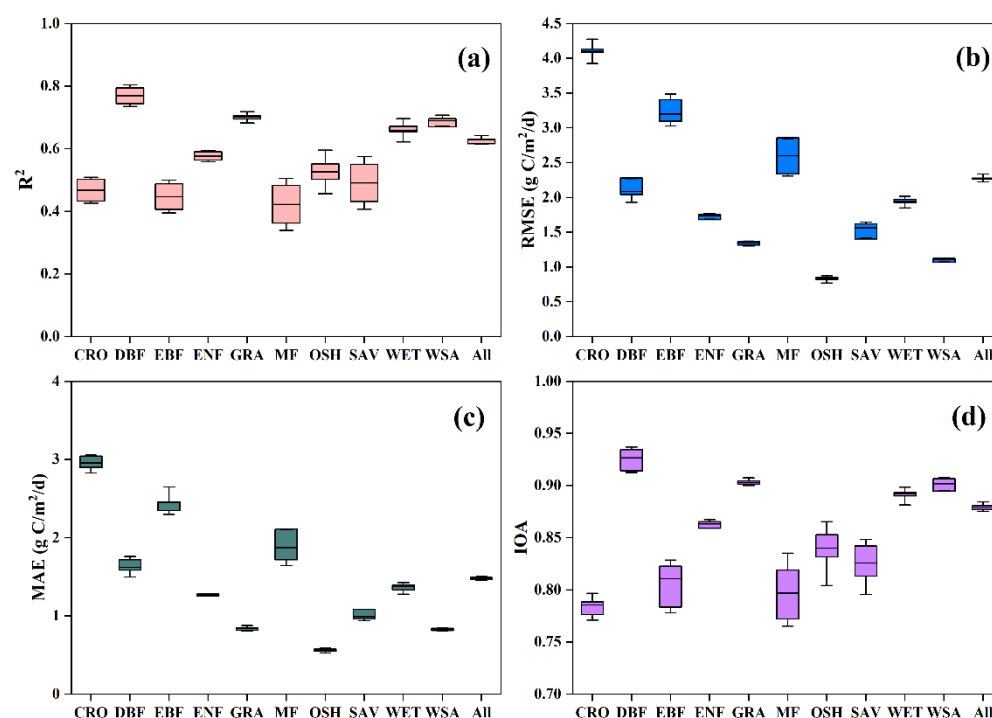 (a)
R²
1.0
0.8
0.6
0.4
0.2
0.0
CRO DBF EBF ENF GRA MF OSH SAV WET WSA All
(b)
RMSE (g C/m²/d)
4.5
4.0
3.5
3.0
2.5
2.0
1.5
1.0
0.5
0.0
CRO DBF EBF ENF GRA MF OSH SAV WET WSA All
(c)
MAE (g C/m²/d)
4
3
2
1
0
CRO DBF EBF ENF GRA MF OSH SAV WET WSA All
(d)
IOA
1.00
0.95
0.90
0.85
0.80
0.75
0.70
CRO DBF EBF ENF GRA MF OSH SAV WET WSA All